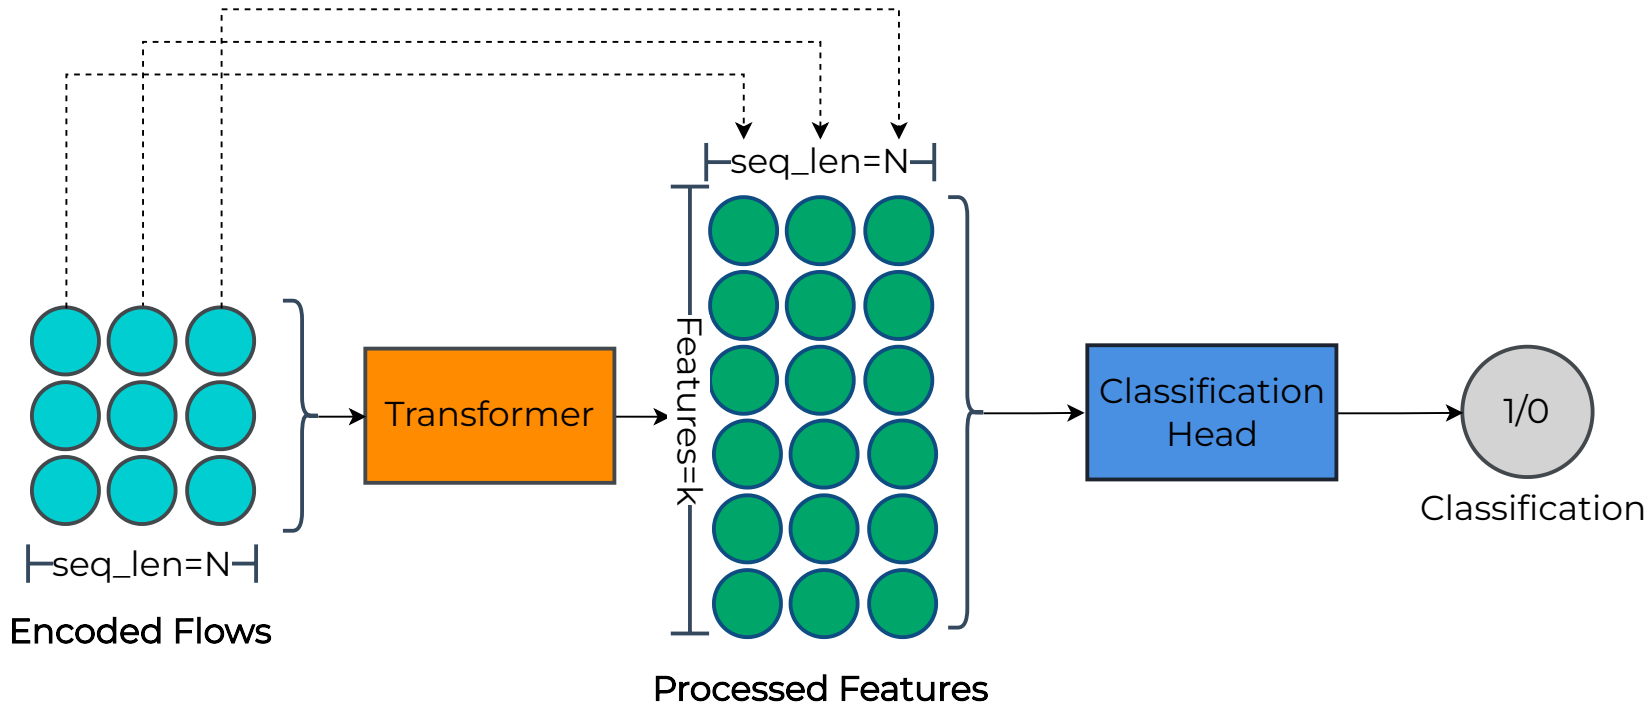 seq_len=N
Features=k
Transformer
Classification
Head
1/0
Classification
seq_len=N
Encoded Flows
Processed Features